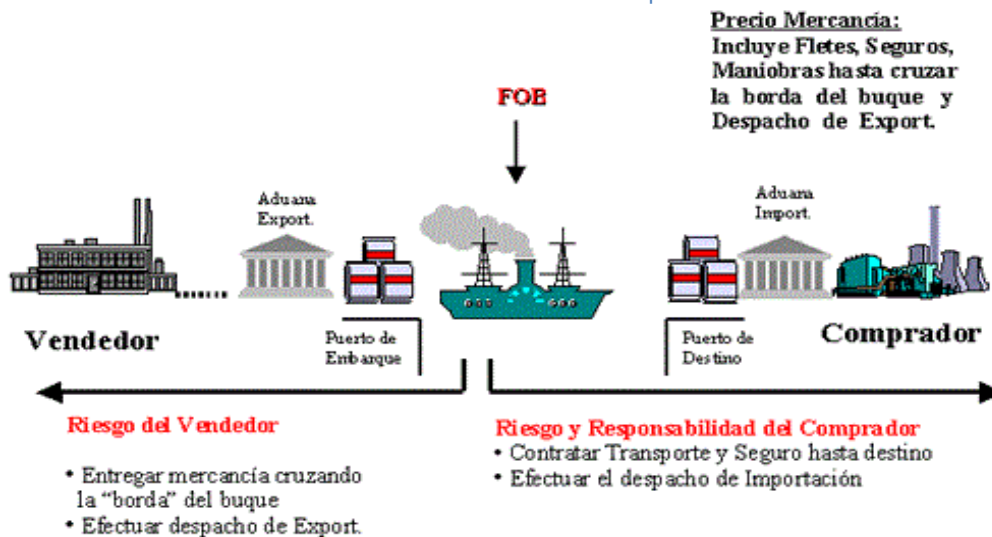 Precio Mercancía:
Incluye Fletes, Seguros,
Maniobras hasta cruzar
la borda del buque y
Despacho de Export.
FOB
Aduana
Export.
Aduana
Import.
Vendedor
Puerto de
Embarque
Puerto de
Destino
Comprador
Riesgo del Vendedor
• Entregar mercancía cruzando
la “borda” del buque
• Efectuar despacho de Export.
Riesgo y Responsabilidad del Comprador
• Contratar Transporte y Seguro hasta destino
• Efectuar el despacho de Importación